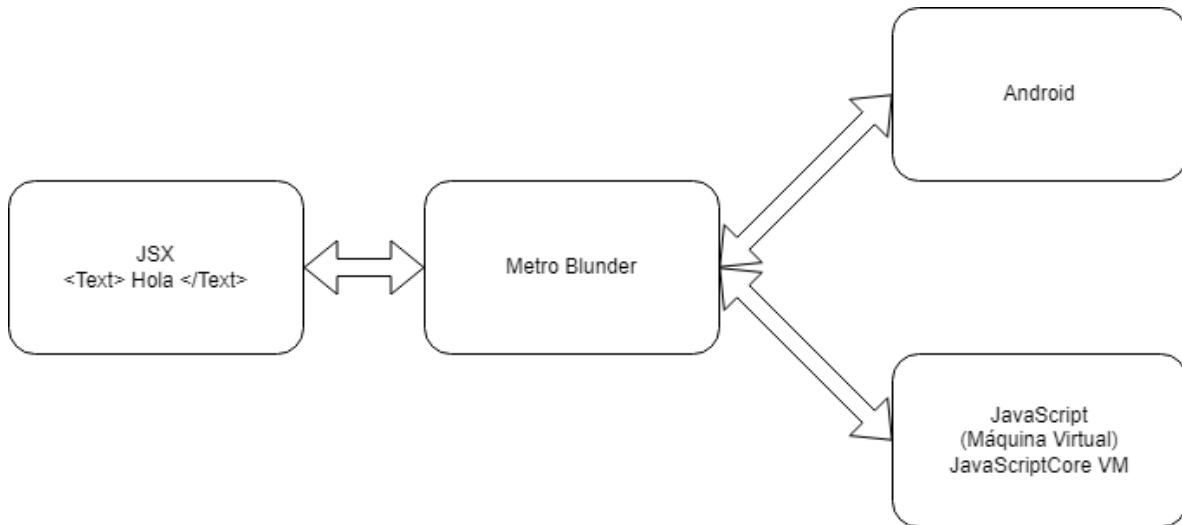 JSX
<Text> Hola </Text>
Metro Blunder
Android
JavaScript
(Máquina Virtual)
JavaScriptCore VM